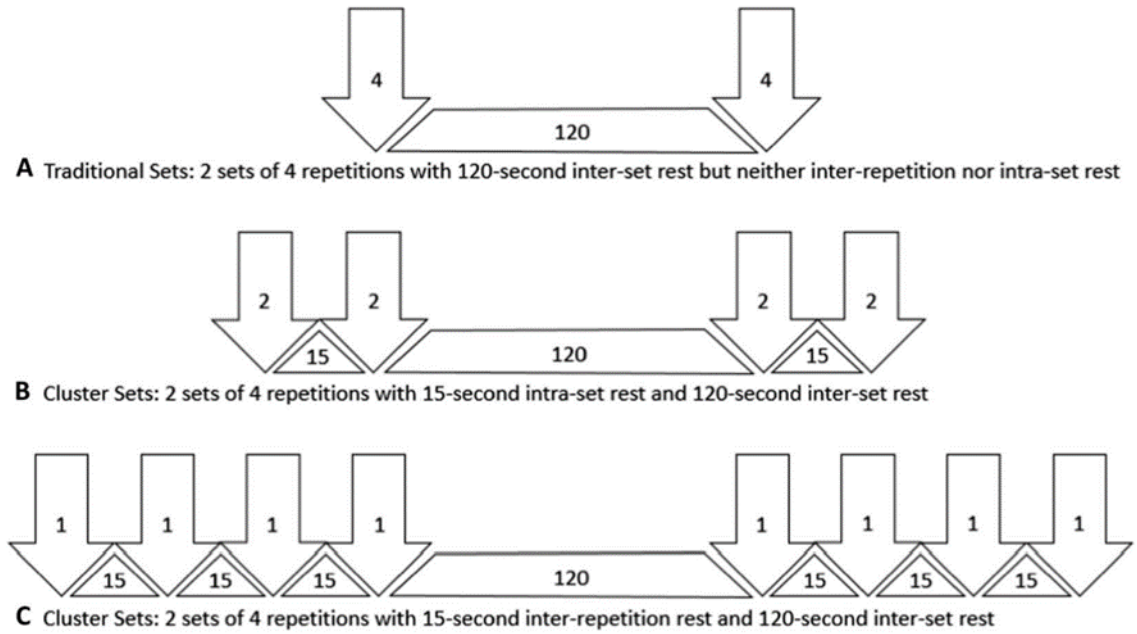 4 4
120
A Traditional Sets: 2 sets of 4 repetitions with 120-second inter-set rest but neither inter-repetition nor intra-set rest
2 2 2 2
15 120 15
B Cluster Sets: 2 sets of 4 repetitions with 15-second intra-set rest and 120-second inter-set rest
1 1 1 1 1 1 1 1
15 15 15 120 15 15 15
C Cluster Sets: 2 sets of 4 repetitions with 15-second inter-repetition rest and 120-second inter-set rest